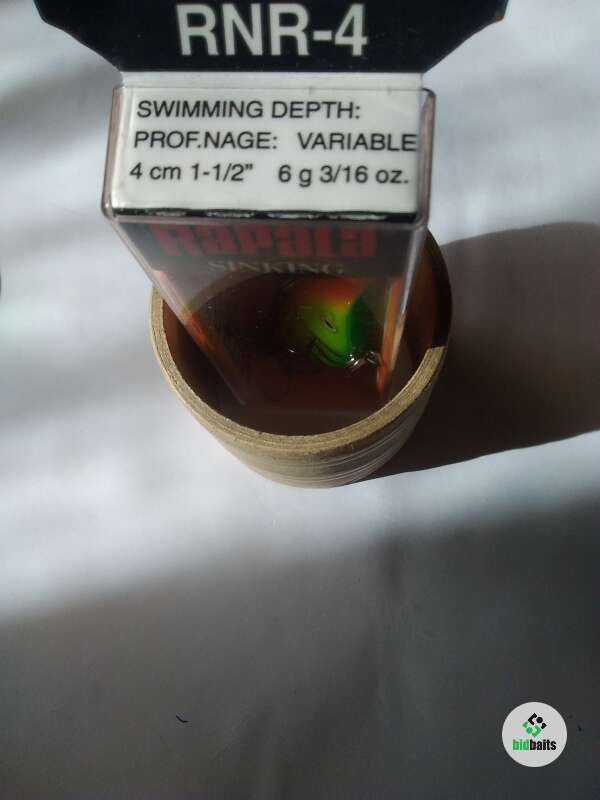 RNR-4
SWIMMING DEPTH:
PROF.NAGE: VARIABLE
4 cm 1-1/2" 6 g 3/16 oz.
Rapala
SINKING
bidbaits